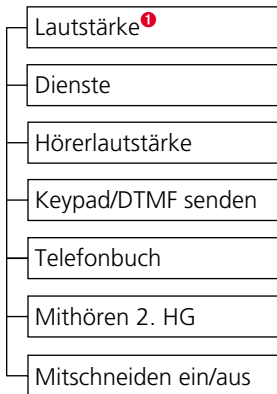 Lautstärke❶
Dienste
Hörerlautstärke
Keypad/DTMF senden
Telefonbuch
Mithören 2. HG
Mitschneiden ein/aus